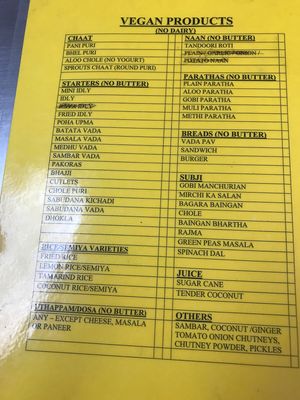 VEGAN PRODUCTS
(NO DAIRY)
CHAAT
PANI PURI
BHEL PURI
ALOO CHOLE (NO YOGURT)
SPROUTS CHAAT (ROUND PURI)
STARTERS (NO BUTTER)
MINI IDLY
IDLY
IDLY
FRIED IDLY
POHA UPMA
BATATA VADA
MASALA VADA
MEDHU VADA
SAMBAR VADA
PAKORAS
BHAJJI
CUTLETS
CHOLE PURI
SABUDANA KICHADI
SABUDANA VADA
DHOKLA
RICE/SEMIYA VARIETIES
FRIED RICE
LEMON RICE/SEMIYA
TAMARIND RICE
COCONUT RICE/SEMIYA
UTHAPPAM/DOSA (NO BUTTER)
ANY – EXCEPT CHEESE, MASALA
OR PANEER
NAAN (NO BUTTER)
TANDOORI ROTI
PLAIN / GARLIC / ONION /
POTATO NAAN
PARATHAS (NO BUTTER)
PLAIN PARATHA
ALOO PARATHA
GOBI PARATHA
MULI PARATHA
METHI PARATHA
BREADS (NO BUTTER)
VADA PAV
SANDWICH
BURGER
SUBJI
GOBI MANCHURIAN
MIRCHI KA SALAN
BAGARA BAINGAN
CHOLE
BAINGAN BHARTHA
RAJMA
GREEN PEAS MASALA
SPINACH DAL
JUICE
SUGAR CANE
TENDER COCONUT
OTHERS
SAMBAR, COCONUT /GINGER
TOMATO ONION CHUTNEYS,
CHUTNEY POWDER, PICKLES